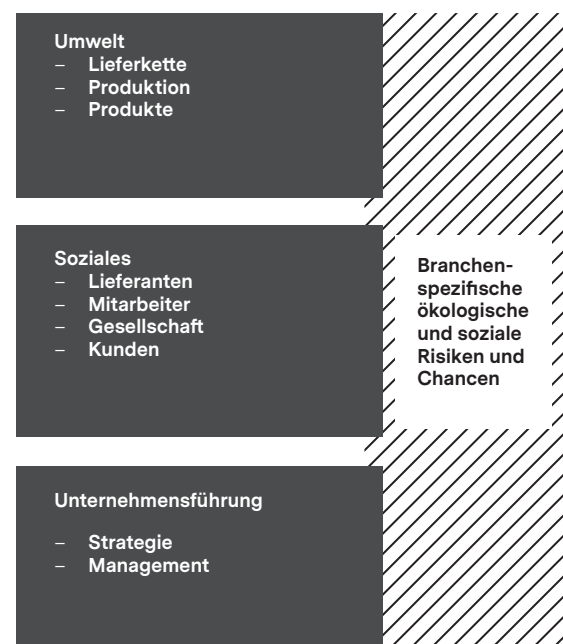 Umwelt
– Lieferkette
– Produktion
– Produkte
Soziales
– Lieferanten
– Mitarbeiter
– Gesellschaft
– Kunden
Branchen-
spezifische
ökologische
und soziale
Risiken und
Chancen
Unternehmensführung
– Strategie
– Management